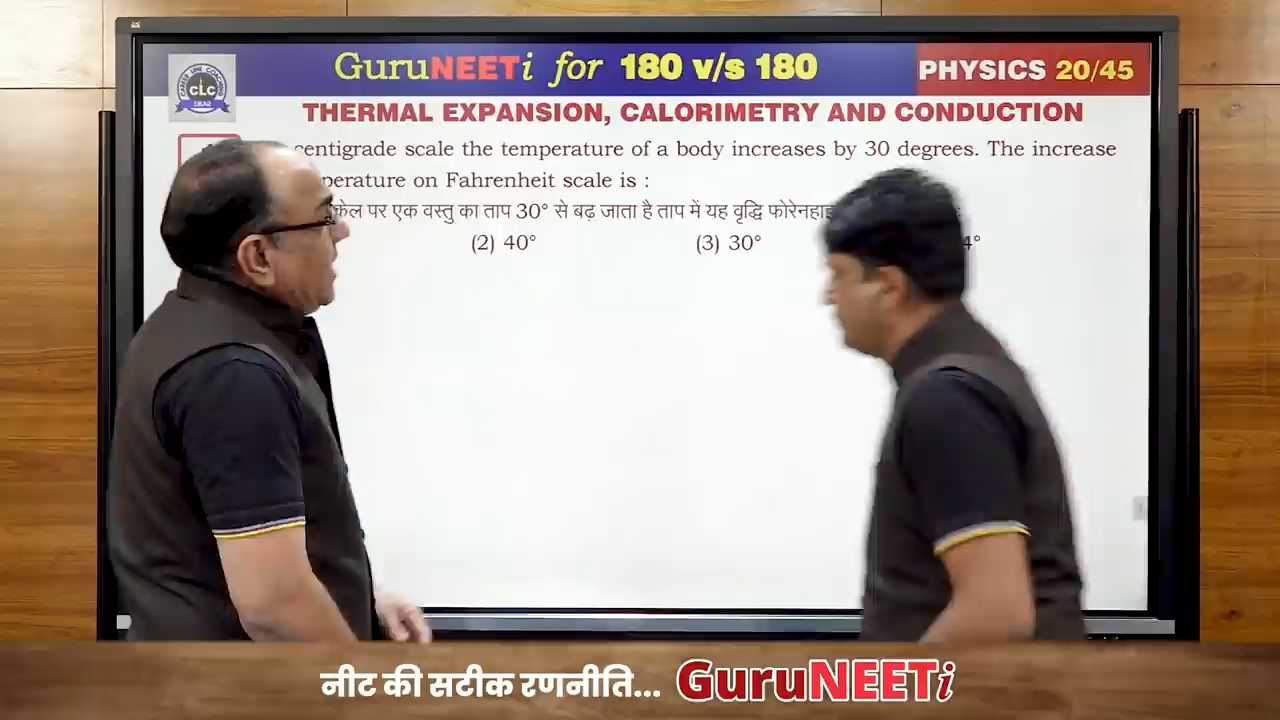 GuruNEETi for 180 v/s 180
PHYSICS 20/45
CLC
SIKAR
THERMAL EXPANSION, CALORIMETRY AND CONDUCTION
centigrade scale the temperature of a body increases by 30 degrees. The increase
perature on Fahrenheit scale is :
पर एक वस्तु का ताप 30° से बढ़ जाता है ताप में यह वृद्धि
(2) 40°
(3) 30°
4°
नीट की सटीक रणनीति... GuruNEETi